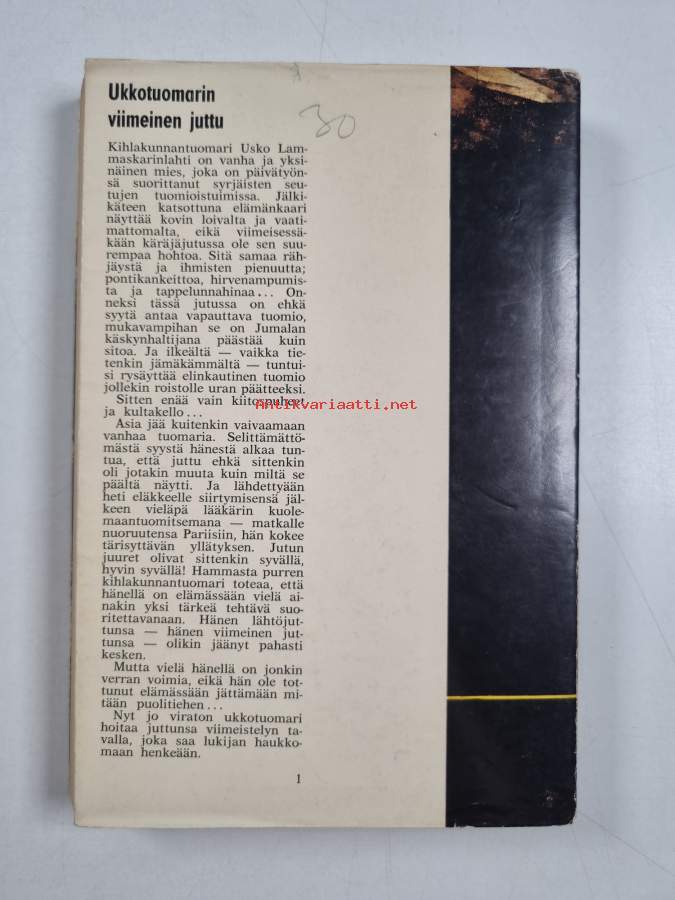 Ukkotuomarin
viimeinen juttu
30
Kihlakunnantuomari Usko Lam-
maskarinlahti on vanha ja yksi-
näinen mies, joka on päivätyön-
sä suorittanut syrjäisten seu-
tujen tuomioistuimissa. Jälki-
käteen katsottuna elämänkaari
näyttää kovin loivalta ja vaati-
mattomalta, eikä viimeisessä-
kään käräjäjutussa ole sen suu-
rempaa hohtoa. Sitä samaa räh-
jäystä ja ihmisten pienuutta;
pontikankeittoa, hirvenampumis-
ta ja tappelunnahinaa... On-
neksi tässä jutussa on ehkä
syytä antaa vapauttava tuomio,
mukavampihan se on Jumalan
käskynhaltijana päästää kuin
sitoa. Ja ilkeältä — vaikka tie-
tenkin jämäkämmältä — tuntui-
si rysäyttää elinkautinen tuomio
jollekin roistolle uran päätteeksi.
Sitten enää vain kiitospuheet
ja kultakello...
Antikvariaatti.net
Asia jää kuitenkin vaivaamaan
vanhaa tuomaria. Selittämättö-
mästä syystä hänestä alkaa tun-
tua, että juttu ehkä sittenkin
oli jotakin muuta kuin miltä se
päältä näytti. Ja lähdettyään
heti eläkkeelle siirtymisensä jäl-
keen vieläpä lääkärin kuole-
maantuomitsemana — matkalle
nuoruutensa Pariisiin, hän kokee
tärisyttävän yllätyksen. Jutun
juuret olivat sittenkin syvällä,
hyvin syvällä! Hammasta purren
kihlakunnantuomari toteaa, että
hänellä on elämässään vielä ai-
nakin yksi tärkeä tehtävä suo-
ritettavanaan. Hänen lähtöjut-
tunsa — hänen viimeinen jut-
tunsa — olikin jäänyt pahasti
kesken.
Mutta vielä hänellä on jonkin
verran voimia, eikä hän ole tot-
tunut elämässään jättämään mi-
tään puolitiehen...
Nyt jo viraton ukkotuomari
hoitaa juttunsa viimeistelyn ta-
valla, joka saa lukijan haukko-
maan henkeään.
1